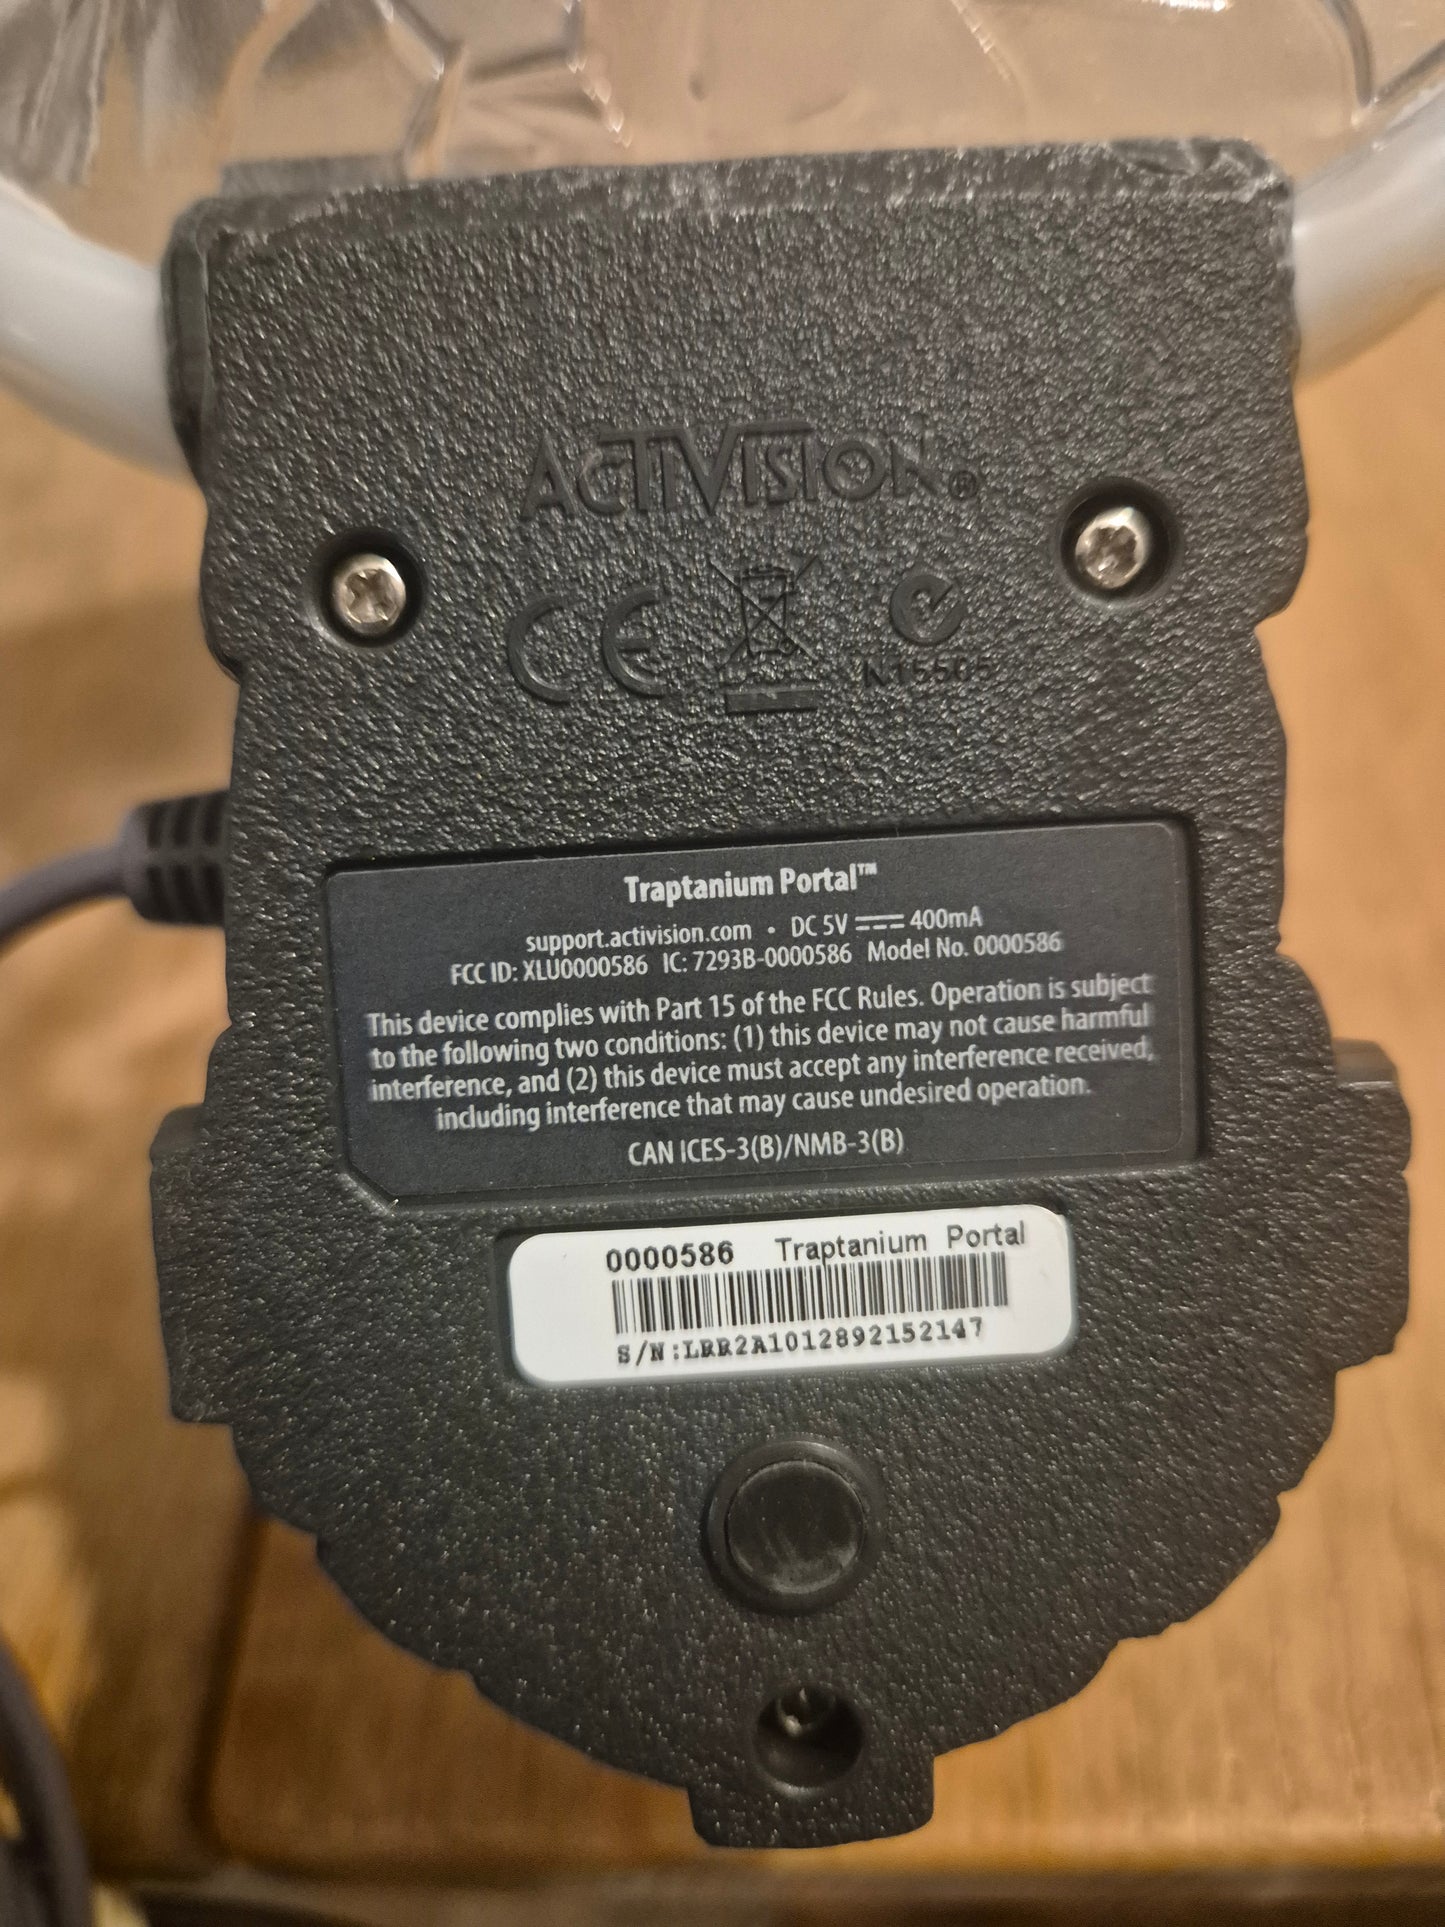 ACTIVISION®
CE
N15505
Traptanium Portal™
support.activision.com • DC 5V ⎓ 400mA
FCC ID: XLU0000586 IC: 7293B-0000586 Model No. 0000586
This device complies with Part 15 of the FCC Rules. Operation is subject
to the following two conditions: (1) this device may not cause harmful
interference, and (2) this device must accept any interference received,
including interference that may cause undesired operation.
CAN ICES-3(B)/NMB-3(B)
0000586 Traptanium Portal
S/N:LRR2A1012892152147